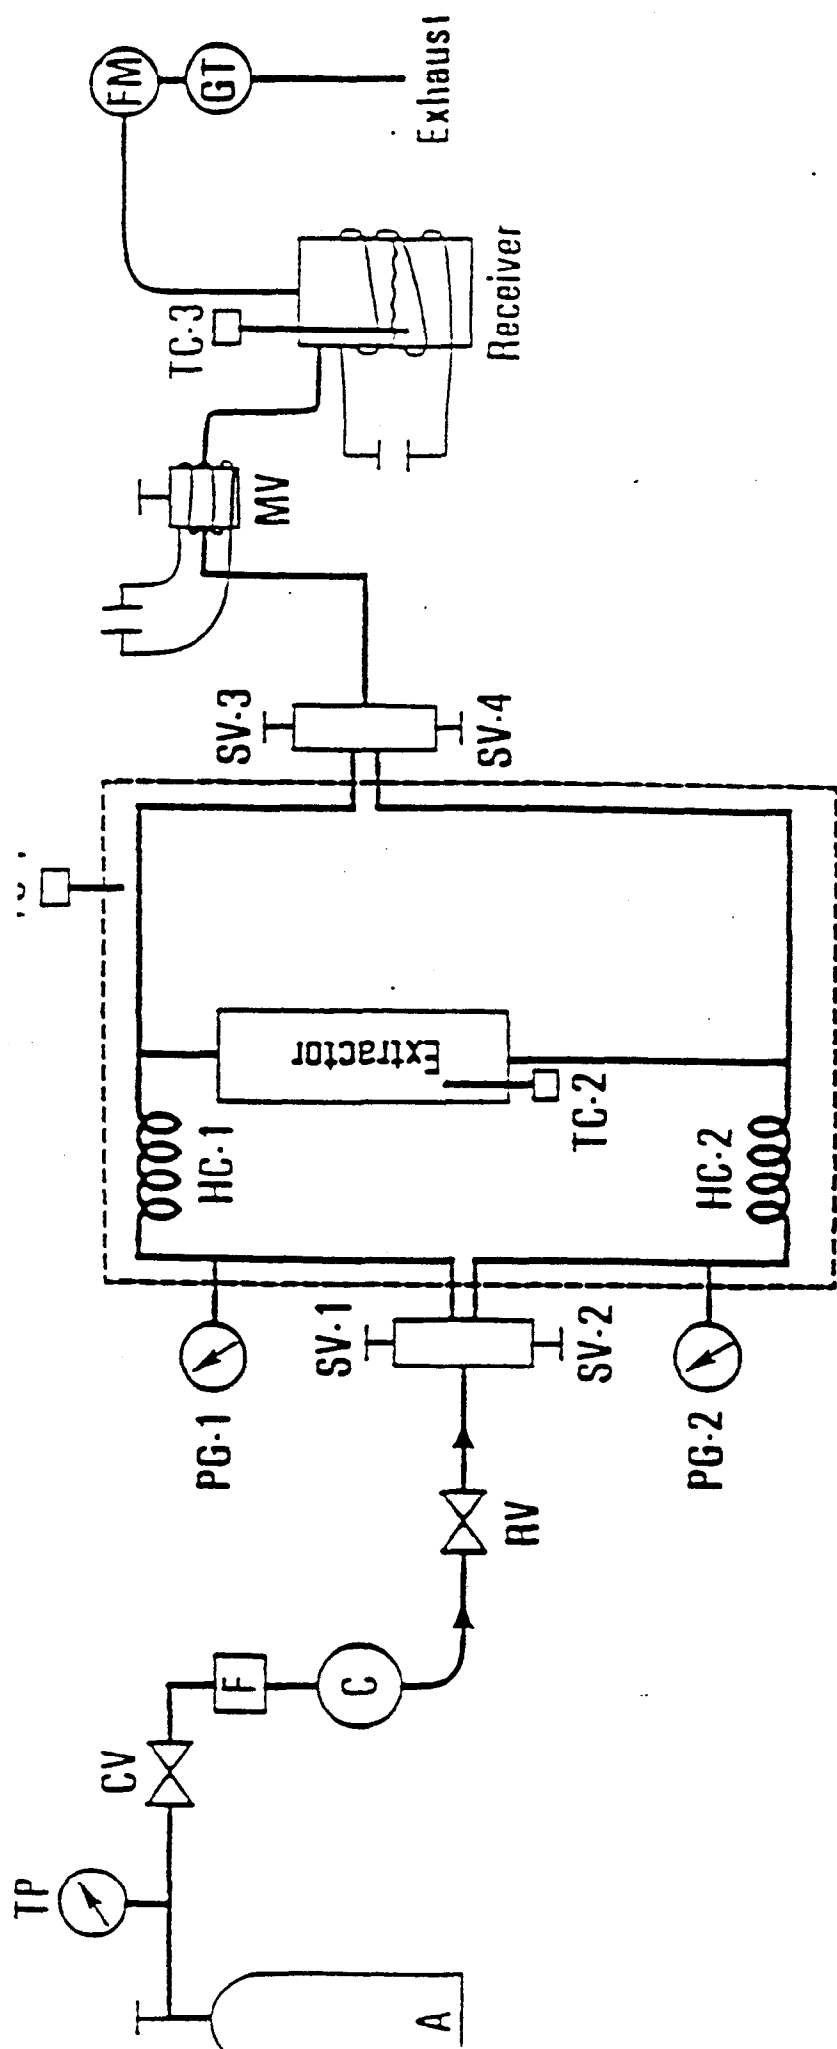 A
TP
CV
F
C
RV
PG-1
PG-2
SV-1
SV-2
HC-1
HC-2
Extractor
TC-2
SV-3
SV-4
MV
TC-3
Receiver
FM
GT
Exhaust